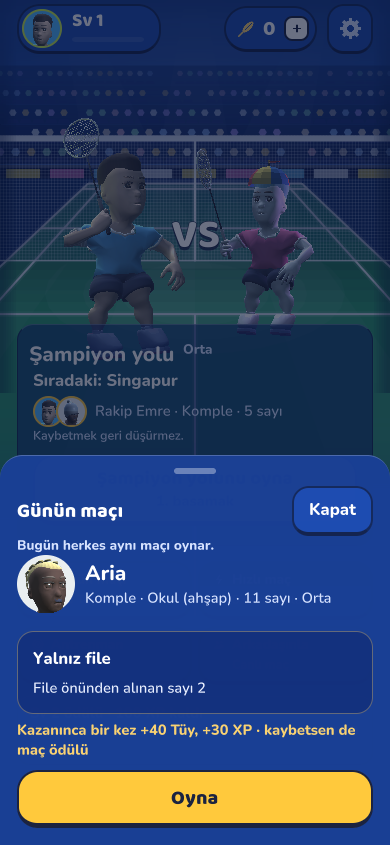 Sv 1
0
+
VS
Şampiyon yolu Orta
Sıradaki: Singapur
Rakip Emre · Komple · 5 sayı
Kaybetmek geri düşürmez.
Günün maçı
Kapat
Bugün herkes aynı maçı oynar.
Aria
Komple · Okul (ahşap) · 11 sayı · Orta
Yalnız file
File önünden alınan sayı 2
Kazanınca bir kez +40 Tüy, +30 XP · kaybetsen de
maç ödülü
Oyna